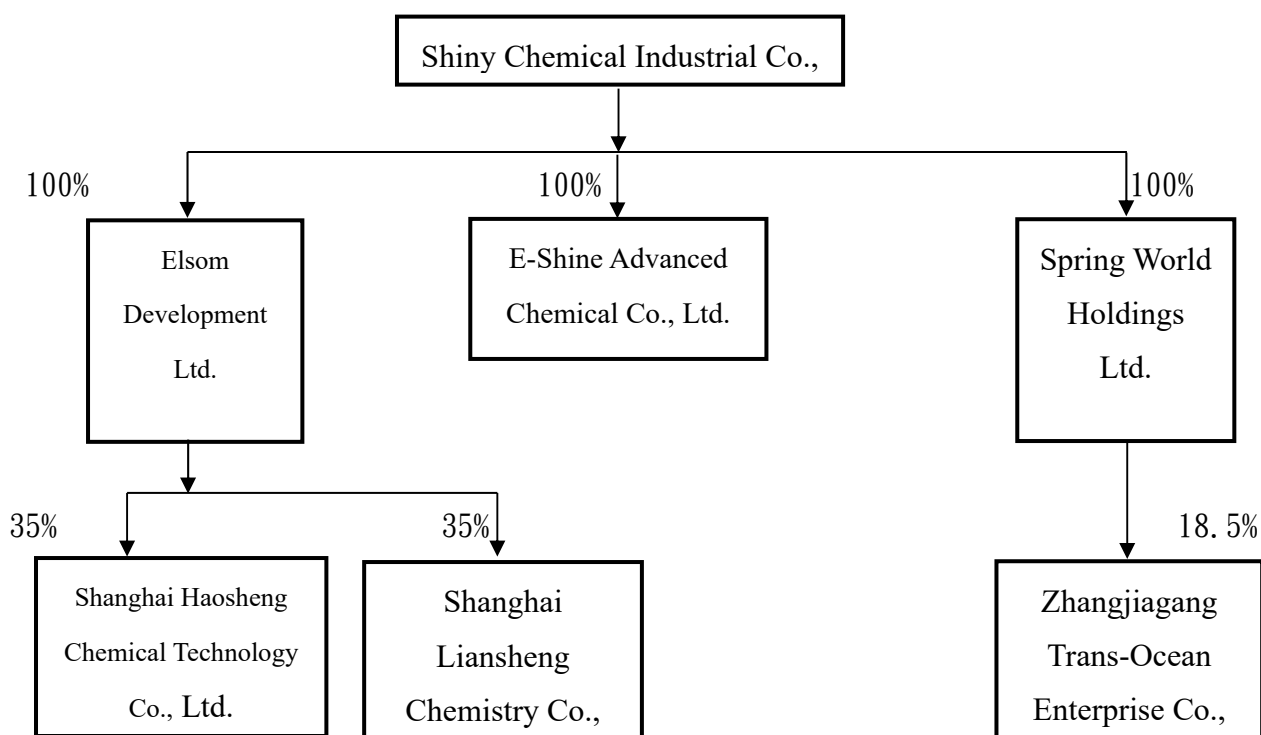 Shiny Chemical Industrial Co.,
100%
100%
100%
Elsom
Development
Ltd.
E-Shine Advanced
Chemical Co., Ltd.
Spring World
Holdings
Ltd.
35%
35%
18.5%
Shanghai Haosheng
Chemical Technology
Co., Ltd.
Shanghai
Liansheng
Chemistry Co.,
Zhangjiagang
Trans-Ocean
Enterprise Co.,